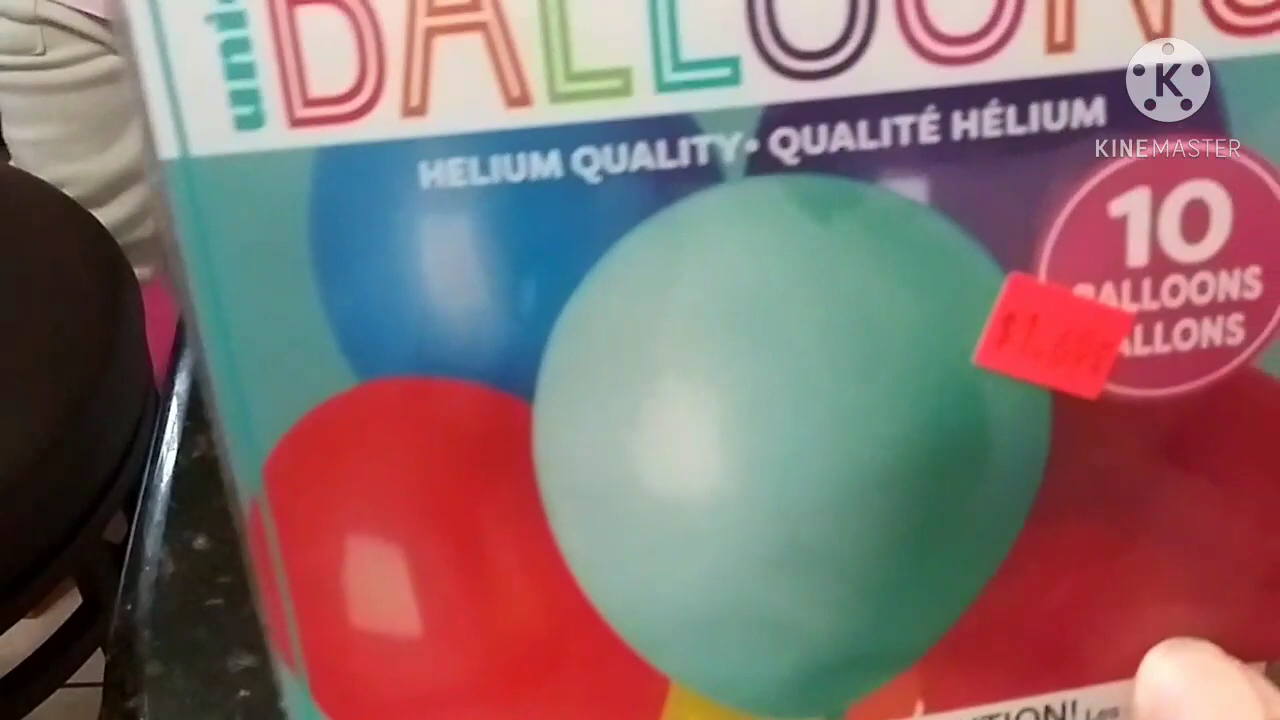 BALLOONS
HELIUM QUALITY • QUALITÉ HÉLIUM
10
BALLOONS
BALLONS
KINEMASTER